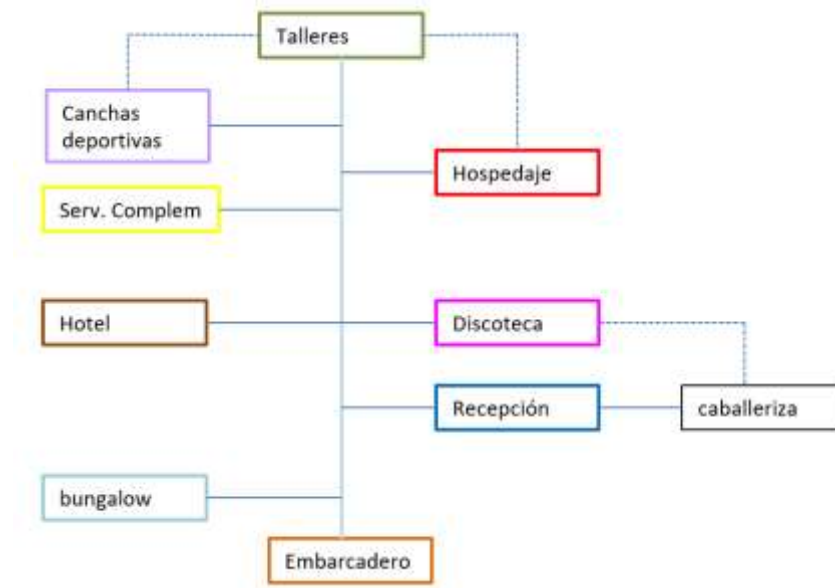 Talleres
Canchas
deportivas
Hospedaje
Serv. Complem
Hotel
Discoteca
Recepción
caballeriza
bungalow
Embarcadero